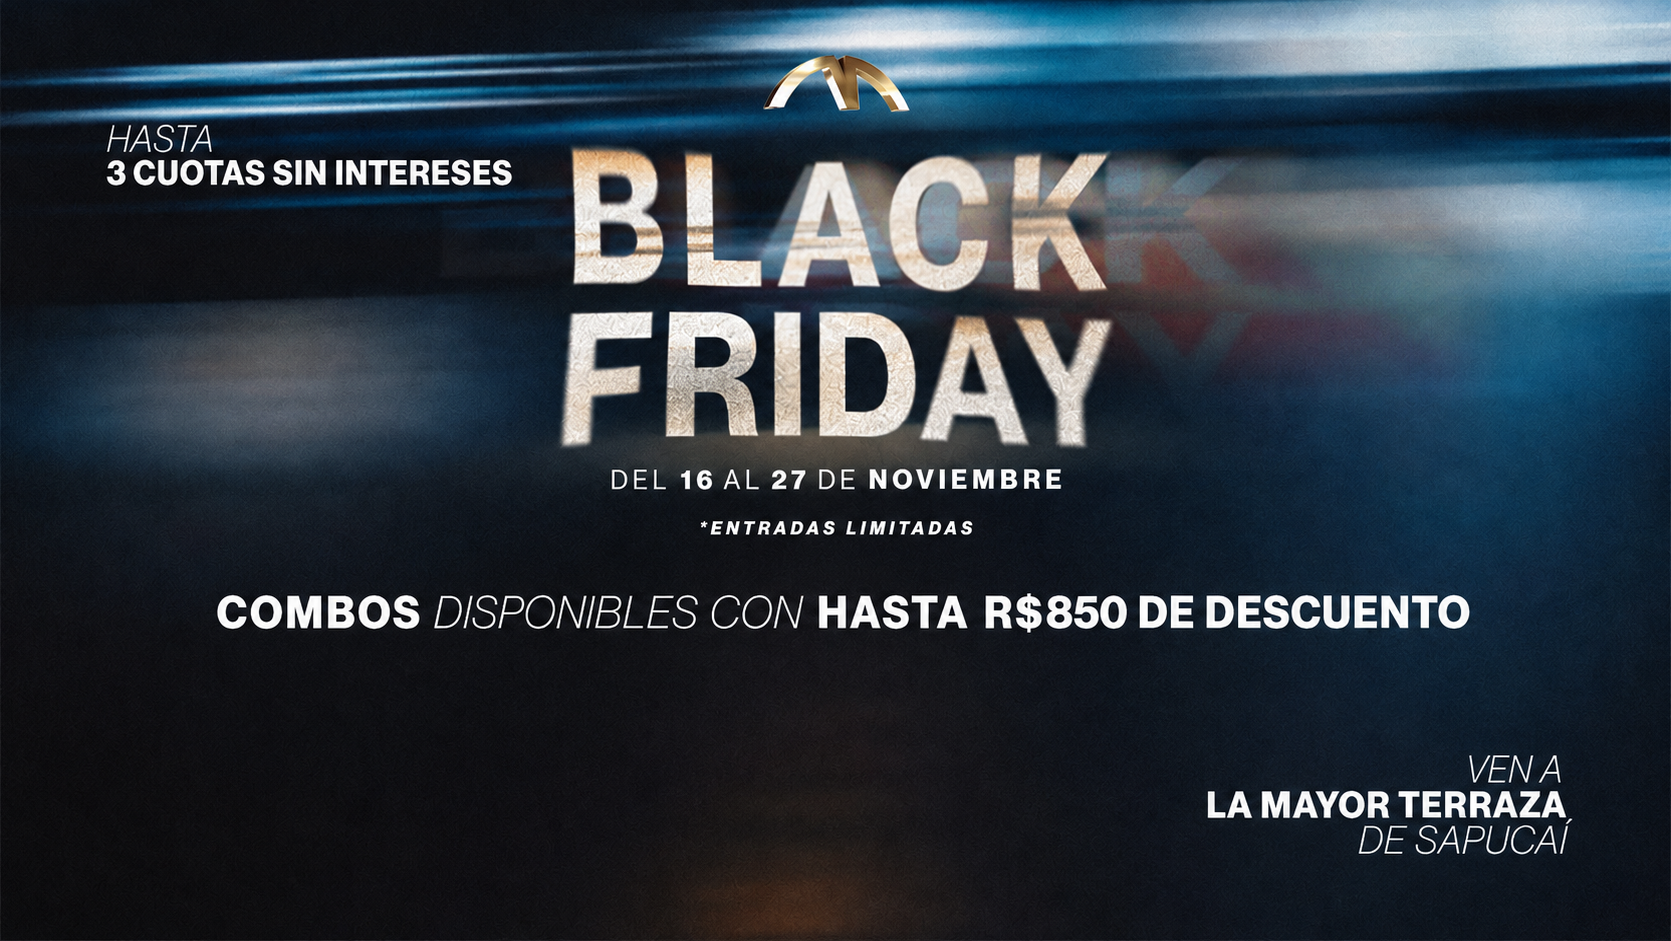 HASTA
3 CUOTAS SIN INTERESES
BLACK
FRIDAY
DEL 16 AL 27 DE NOVIEMBRE
*ENTRADAS LIMITADAS
COMBOS DISPONIBLES CON HASTA R$850 DE DESCUENTO
VEN A
LA MAYOR TERRAZA
DE SAPUCAÍ